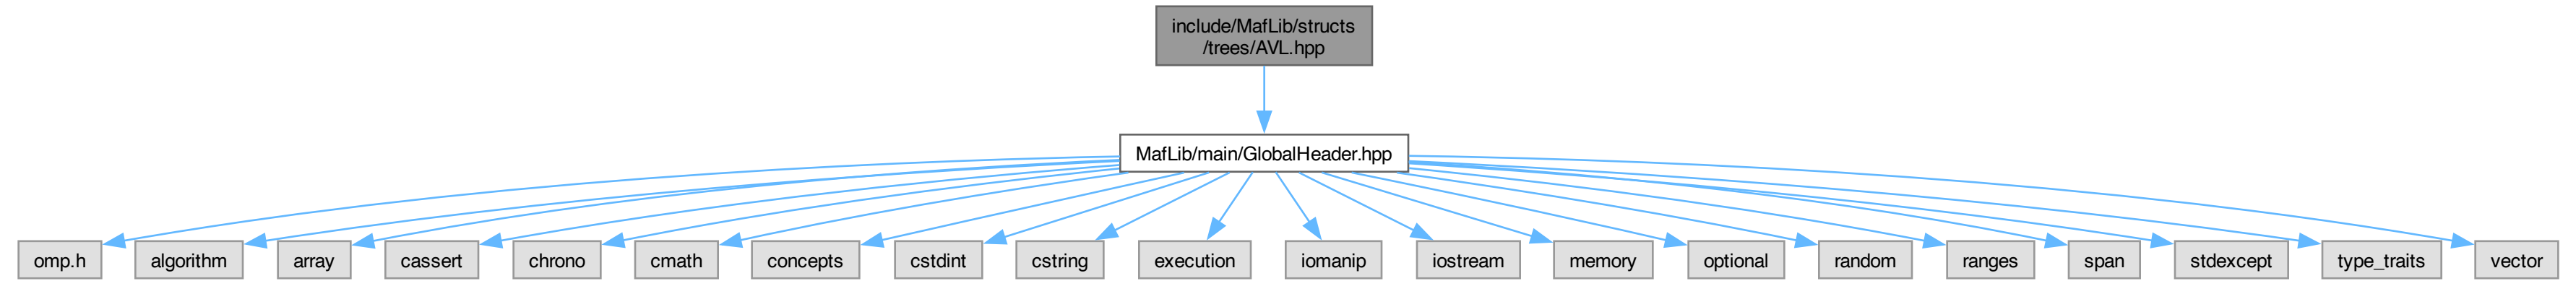 include/MafLib/structs
/trees/AVL.hpp
MafLib/main/GlobalHeader.hpp
omp.h
algorithm
array
cassert
chrono
cmath
concepts
cstdint
cstring
execution
iomanip
iostream
memory
optional
random
ranges
span
stdexcept
type_traits
vector